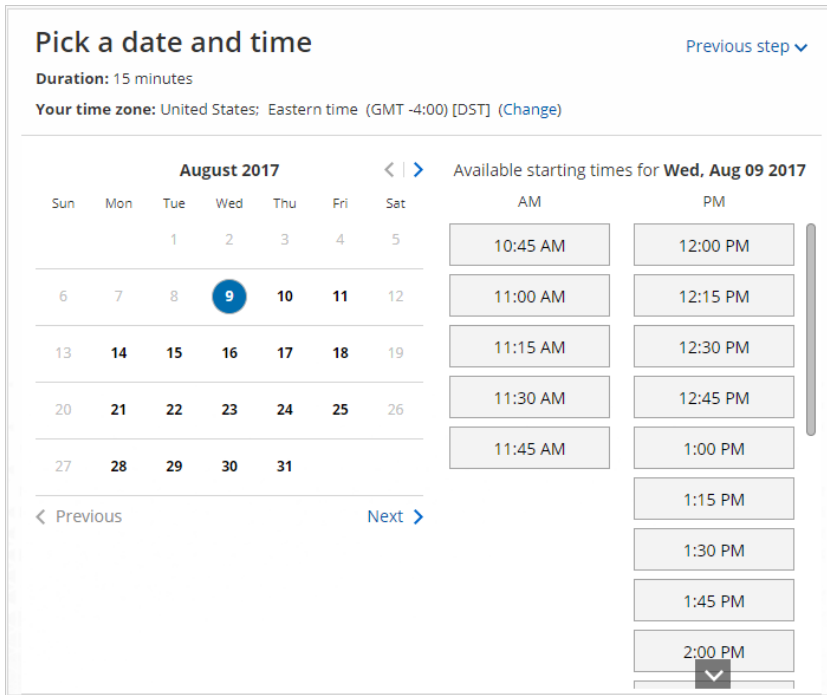 Pick a date and time
Previous step
Duration: 15 minutes
Your time zone: United States; Eastern time (GMT -4:00) [DST] (Change)
August 2017
Sun Mon Tue Wed Thu Fri Sat
1 2 3 4 5
6 7 8 9 10 11 12
13 14 15 16 17 18 19
20 21 22 23 24 25 26
27 28 29 30 31
Previous Next
Available starting times for Wed, Aug 09 2017
AM PM
10:45 AM 12:00 PM
11:00 AM 12:15 PM
11:15 AM 12:30 PM
11:30 AM 12:45 PM
11:45 AM 1:00 PM
1:15 PM
1:30 PM
1:45 PM
2:00 PM